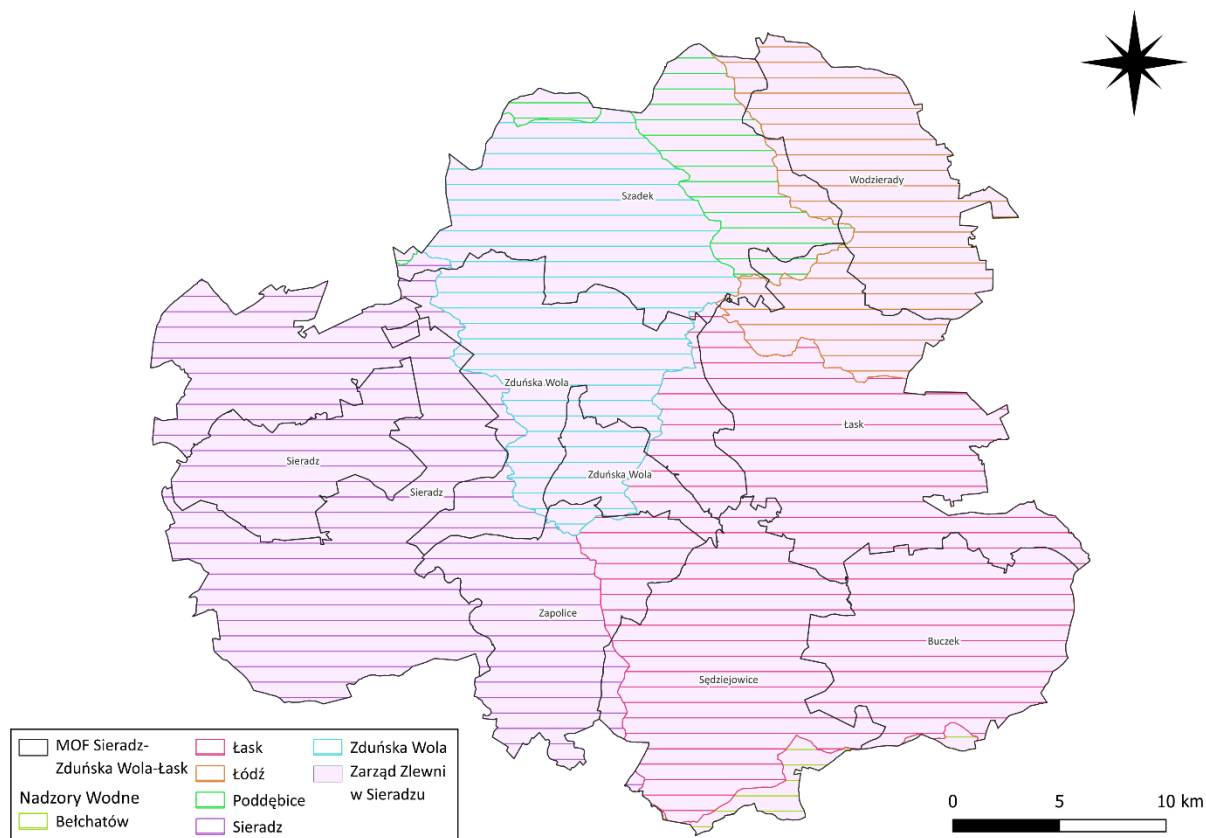 Wodzierady
Szadek
Zduńska Wola
Łask
Sieradz
Zduńska Wola
Sieradz
Zapolice
Buczek
Sędziejowice
MOF Sieradz-
Zduńska Wola-Łask
Nadzory Wodne
Bełchatów
Łask
Łódź
Poddębice
Sieradz
Zduńska Wola
Zarząd Zlewni
w Sieradzu
0 5 10 km